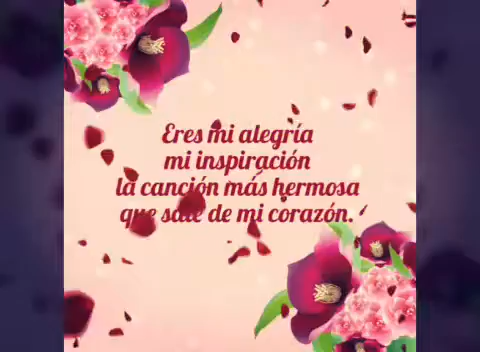 Eres mi alegría
mi inspiración
la canción más hermosa
que sale de mi corazón.